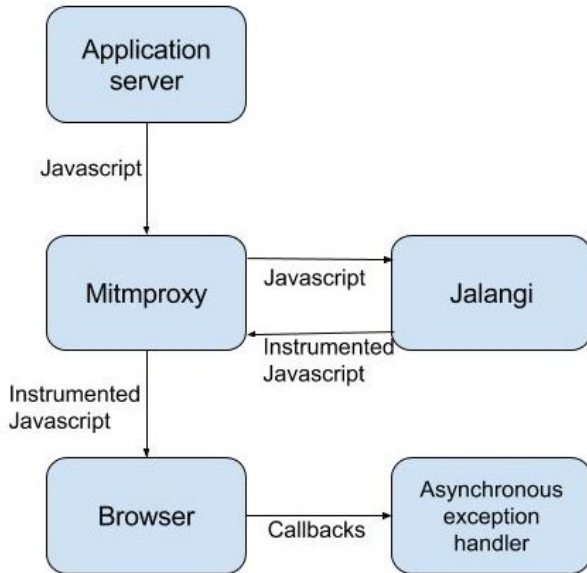 Application
server
Javascript
Mitmproxy
Javascript
Jalangi
Instrumented
Javascript
Instrumented
Javascript
Browser
Callbacks
Asynchronous
exception
handler